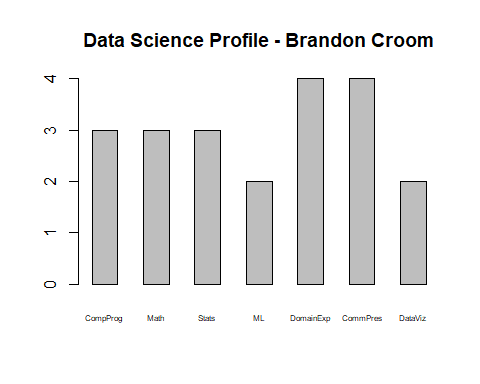 Data Science Profile - Brandon Croom
4
3
2
1
0
CompProg Math Stats ML DomainExp CommPres DataViz